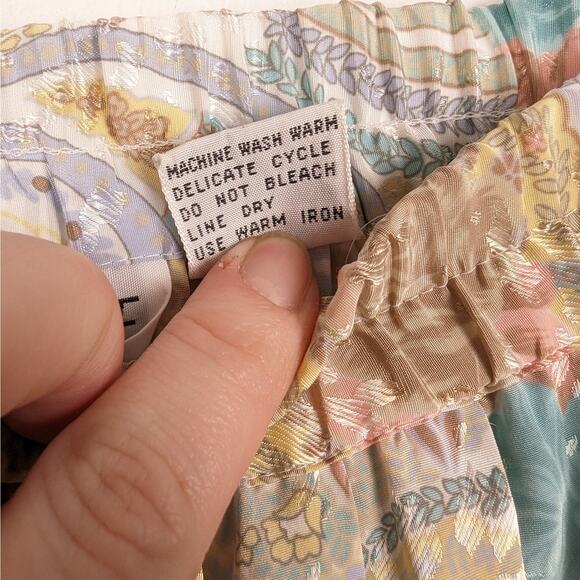 MACHINE WASH WARM
DELICATE CYCLE
DO NOT BLEACH
LINE DRY
USE WARM IRON